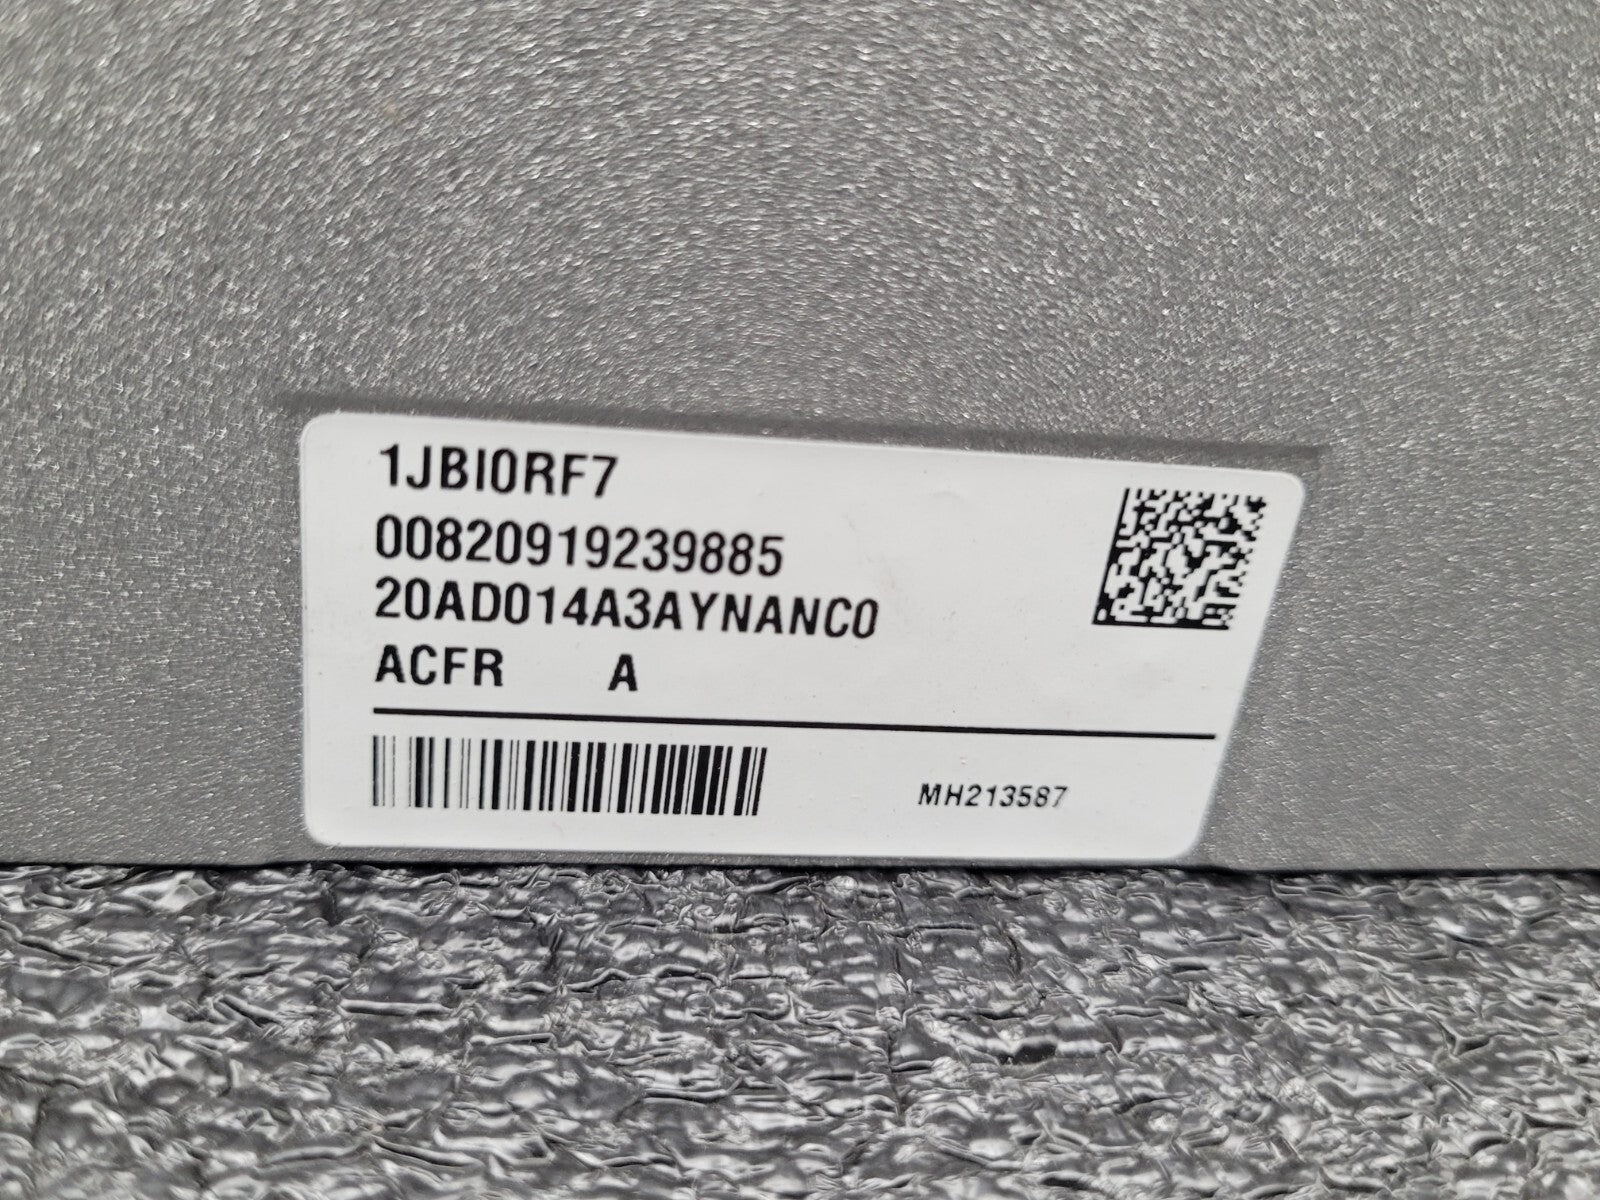 1JBI0RF7
00820919239885
20AD014A3AYNANC0
ACFR A
MH213587